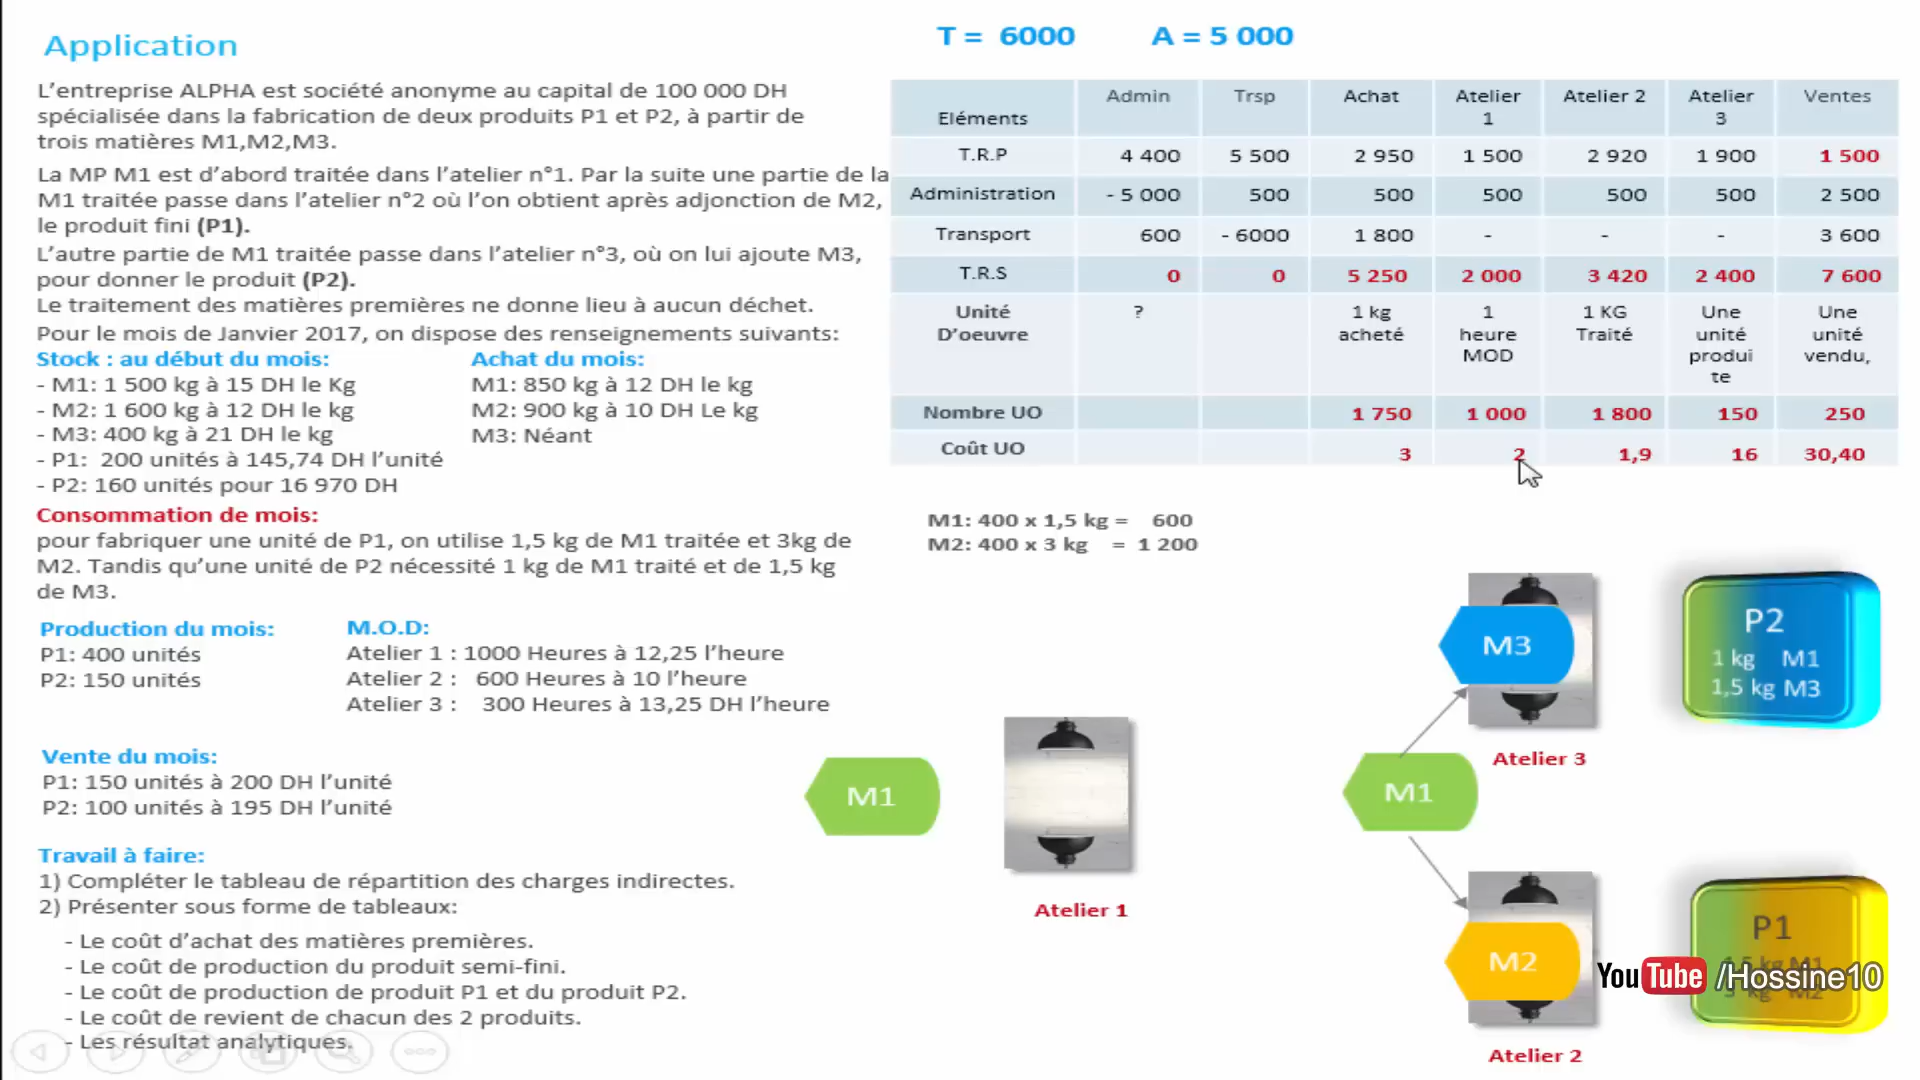 Application
T = 6000 A = 5 000
L’entreprise ALPHA est société anonyme au capital de 100 000 DH
spécialisée dans la fabrication de deux produits P1 et P2, à partir de
trois matières M1,M2,M3.
La MP M1 est d’abord traitée dans l’atelier n°1. Par la suite une partie de la
M1 traitée passe dans l’atelier n°2 où l’on obtient après adjonction de M2,
le produit fini (P1).
L’autre partie de M1 traitée passe dans l’atelier n°3, où on lui ajoute M3,
pour donner le produit (P2).
Le traitement des matières premières ne donne lieu à aucun déchet.
Pour le mois de Janvier 2017, on dispose des renseignements suivants:
Stock : au début du mois:
- M1: 1 500 kg à 15 DH le Kg
- M2: 1 600 kg à 12 DH le kg
- M3: 400 kg à 21 DH le kg
- P1: 200 unités à 145,74 DH l’unité
- P2: 160 unités pour 16 970 DH
Achat du mois:
M1: 850 kg à 12 DH le kg
M2: 900 kg à 10 DH Le kg
M3: Néant
Consommation de mois:
pour fabriquer une unité de P1, on utilise 1,5 kg de M1 traitée et 3kg de
M2. Tandis qu’une unité de P2 nécessité 1 kg de M1 traité et de 1,5 kg
de M3.
Production du mois:
P1: 400 unités
P2: 150 unités
M.O.D:
Atelier 1 : 1000 Heures à 12,25 l’heure
Atelier 2 : 600 Heures à 10 l’heure
Atelier 3 : 300 Heures à 13,25 DH l’heure
Vente du mois:
P1: 150 unités à 200 DH l’unité
P2: 100 unités à 195 DH l’unité
Travail à faire:
1) Compléter le tableau de répartition des charges indirectes.
2) Présenter sous forme de tableaux:
- Le coût d’achat des matières premières.
- Le coût de production du produit semi-fini.
- Le coût de production de produit P1 et du produit P2.
- Le coût de revient de chacun des 2 produits.
- Les résultat analytiques.
Eléments Admin Trsp Achat Atelier 1 Atelier 2 Atelier 3 Ventes
T.R.P 4 400 5 500 2 950 1 500 2 920 1 900 1 500
Administration - 5 000 500 500 500 500 500 2 500
Transport 600 - 6000 1 800 - - - 3 600
T.R.S 0 0 5 250 2 000 3 420 2 400 7 600
Unité D’oeuvre ? 1 kg acheté 1 heure MOD 1 KG Traité Une unité produi te Une unité vendu,
Nombre UO 1 750 1 000 1 800 150 250
Coût UO 3 2 1,9 16 30,40
M1: 400 x 1,5 kg = 600
M2: 400 x 3 kg = 1 200
M3
P2
1 kg M1
1,5 kg M3
Atelier 3
M1
M1
Atelier 1
M2
P1
1,5 kg M1
3 kg M2
YouTube /Hossine10
Atelier 2